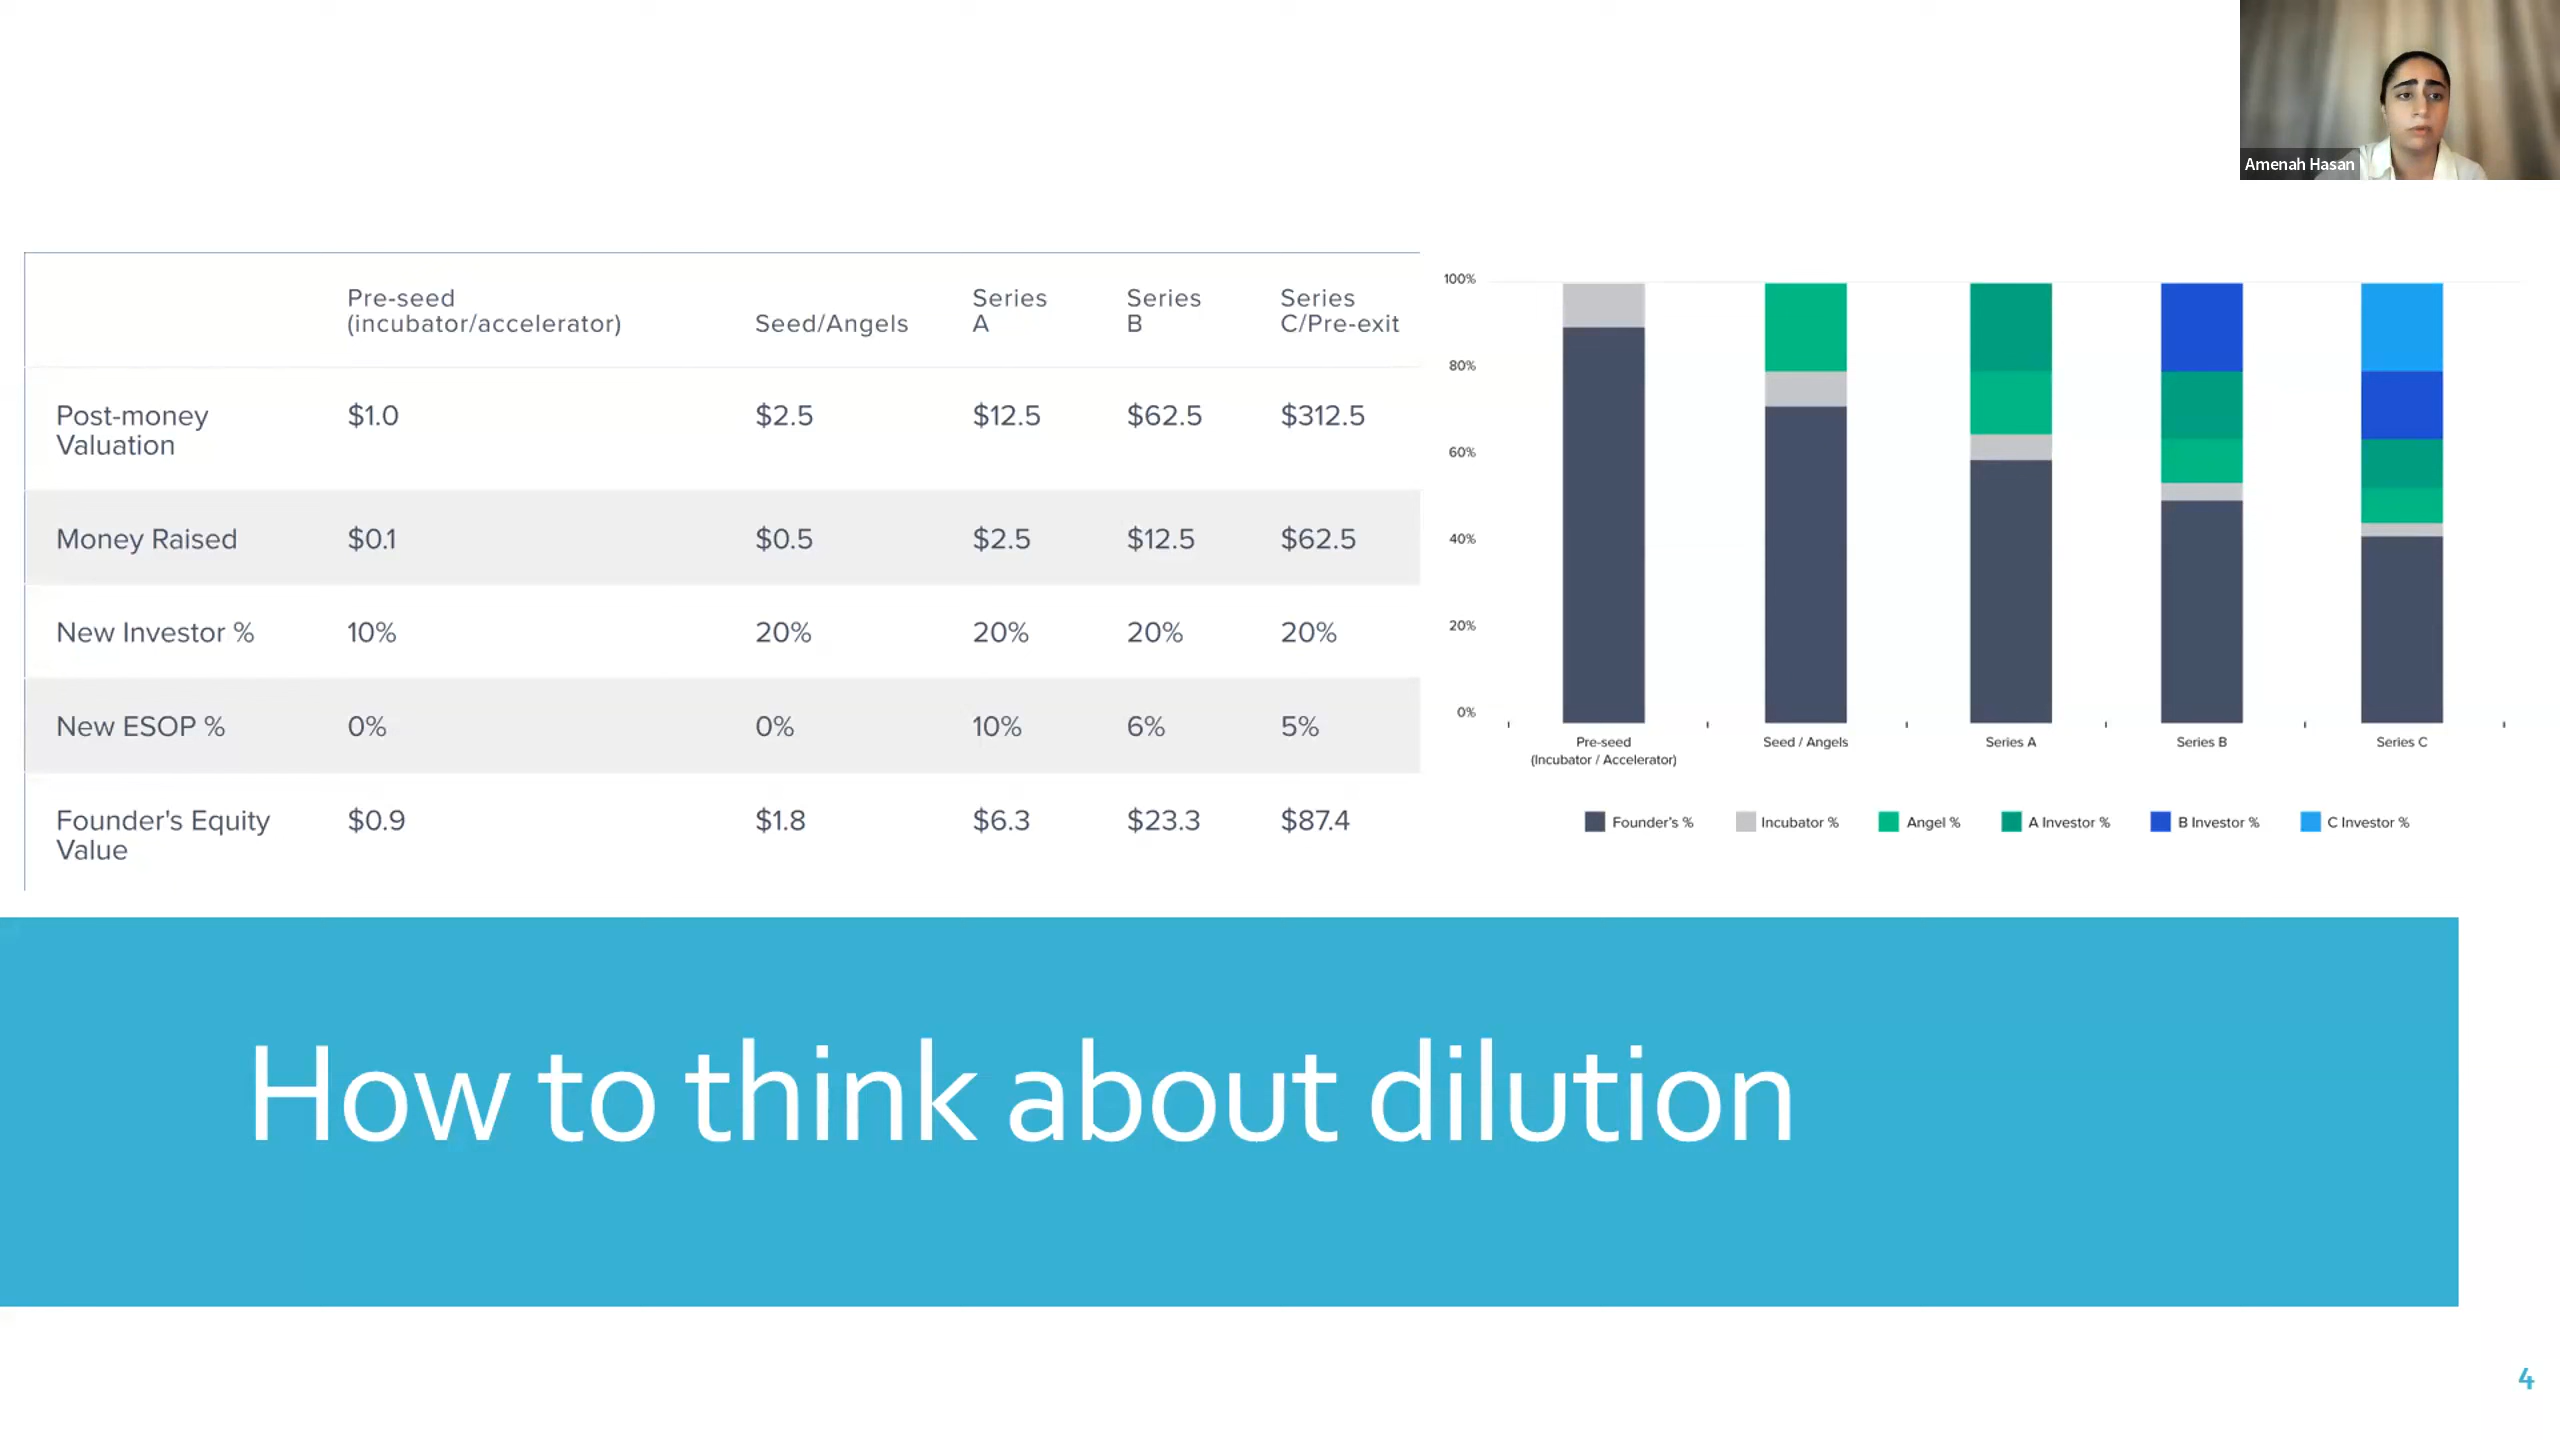 Amenah Hasan
Pre-seed
(incubator/accelerator)
Seed/Angels
Series
A
Series
B
Series
C/Pre-exit
Post-money
Valuation
$1.0
$2.5
$12.5
$62.5
$312.5
Money Raised
$0.1
$0.5
$2.5
$12.5
$62.5
New Investor %
10%
20%
20%
20%
20%
New ESOP %
0%
0%
10%
6%
5%
Founder's Equity
Value
$0.9
$1.8
$6.3
$23.3
$87.4
100%
80%
60%
40%
20%
0%
Pre-seed
(Incubator / Accelerator)
Seed / Angels
Series A
Series B
Series C
Founder's %
Incubator %
Angel %
A Investor %
B Investor %
C Investor %
How to think about dilution
4